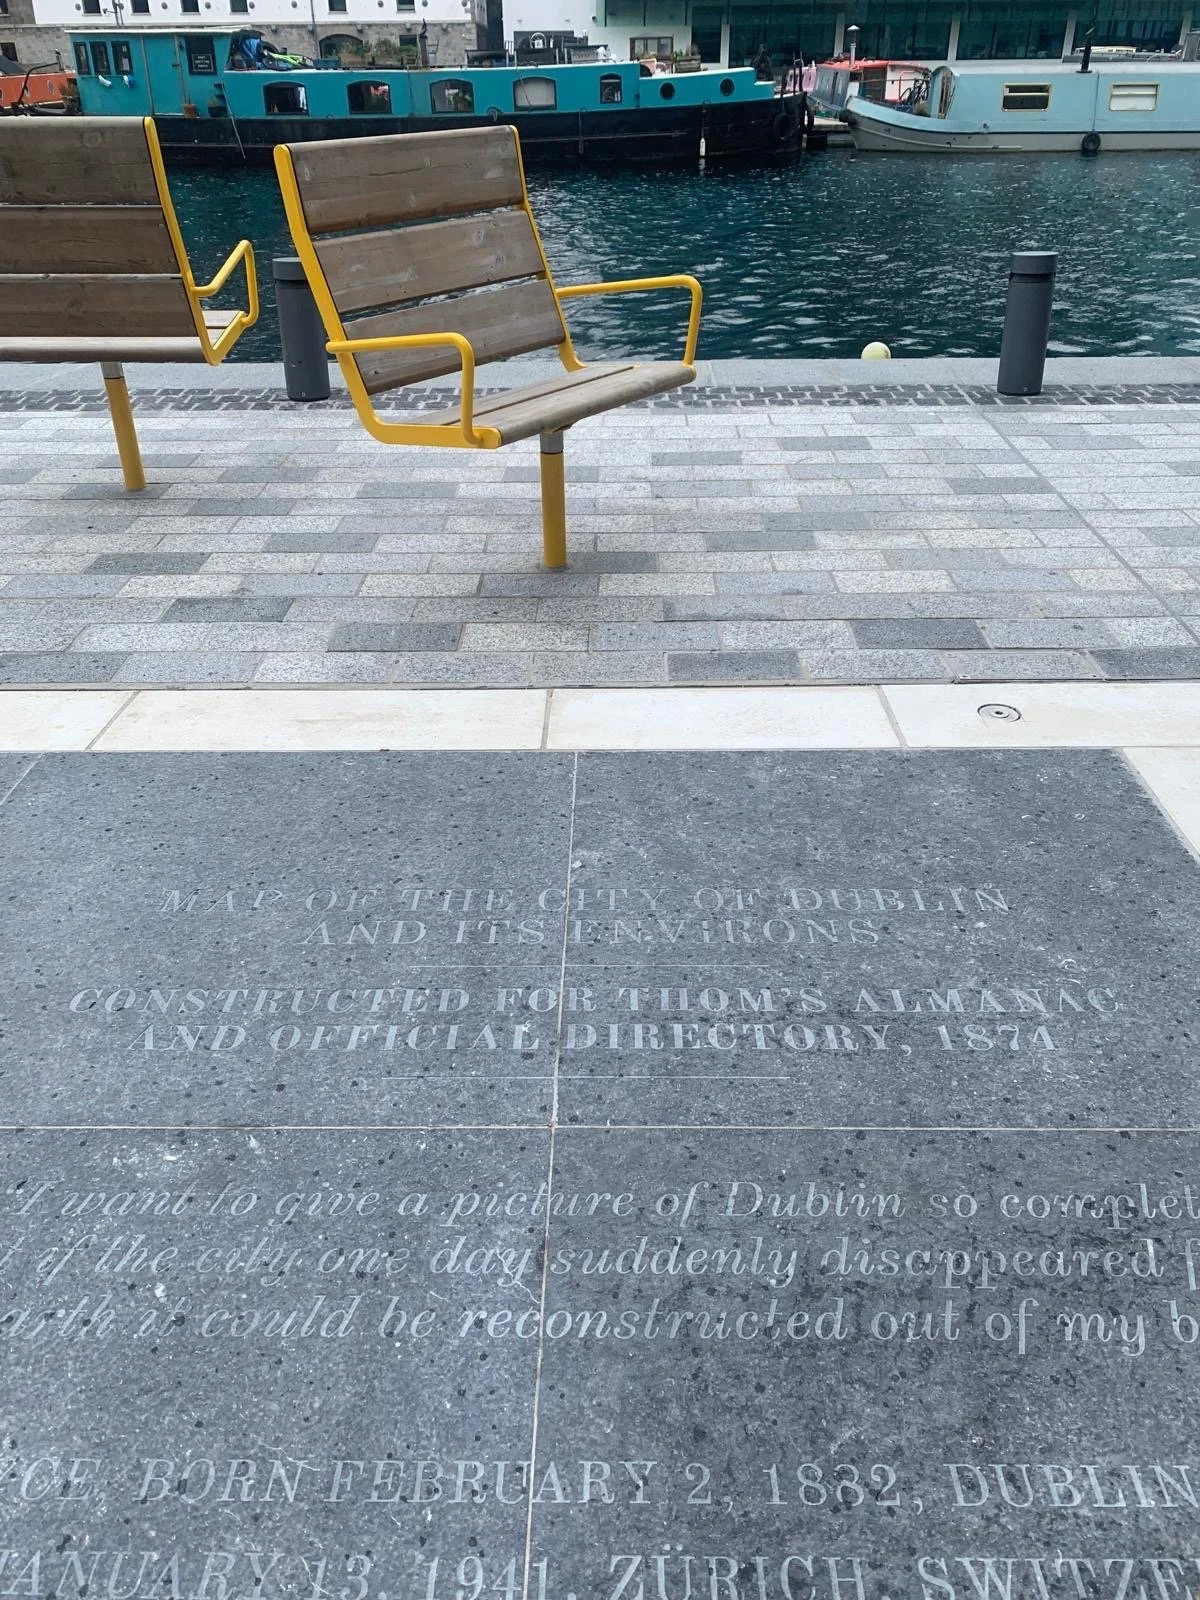 MAP OF THE CITY OF DUBLIN
AND ITS ENVIRONS
CONSTRUCTED FOR THOM'S ALMANAC
AND OFFICIAL DIRECTORY, 1874
"I want to give a picture of Dublin so complet
t if the city one day suddenly disappeared f
arth it could be reconstructed out of my b
CE, BORN FEBRUARY 2, 1882, DUBLIN
JANUARY 13, 1941, ZÜRICH, SWITZE